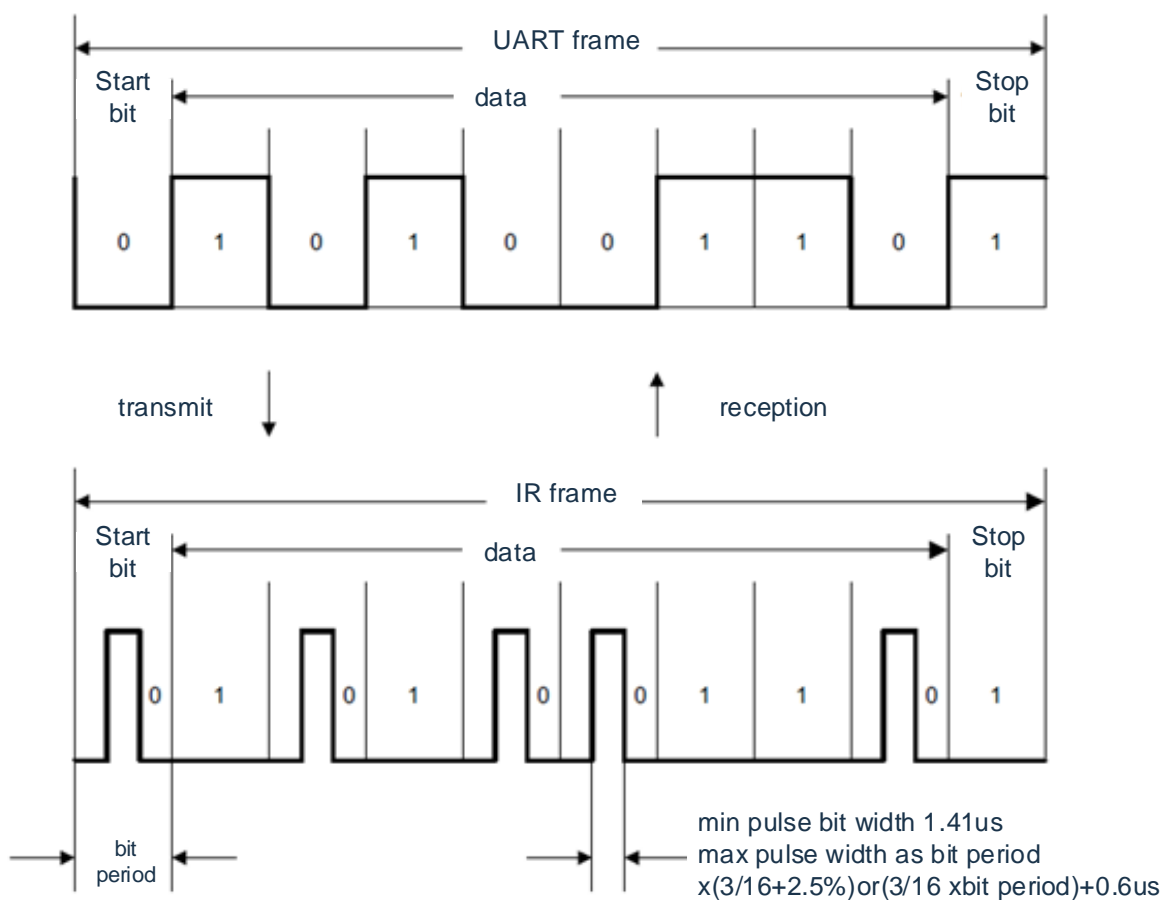 UART frame
Start
bit
data
Stop
bit
0 1 0 1 0 0 1 1 0 1
transmit
reception
IR frame
Start
bit
data
Stop
bit
0 1 0 1 0 0 1 1 0 1
bit
period
min pulse bit width 1.41us
max pulse width as bit period
x(3/16+2.5%)or(3/16 xbit period)+0.6us